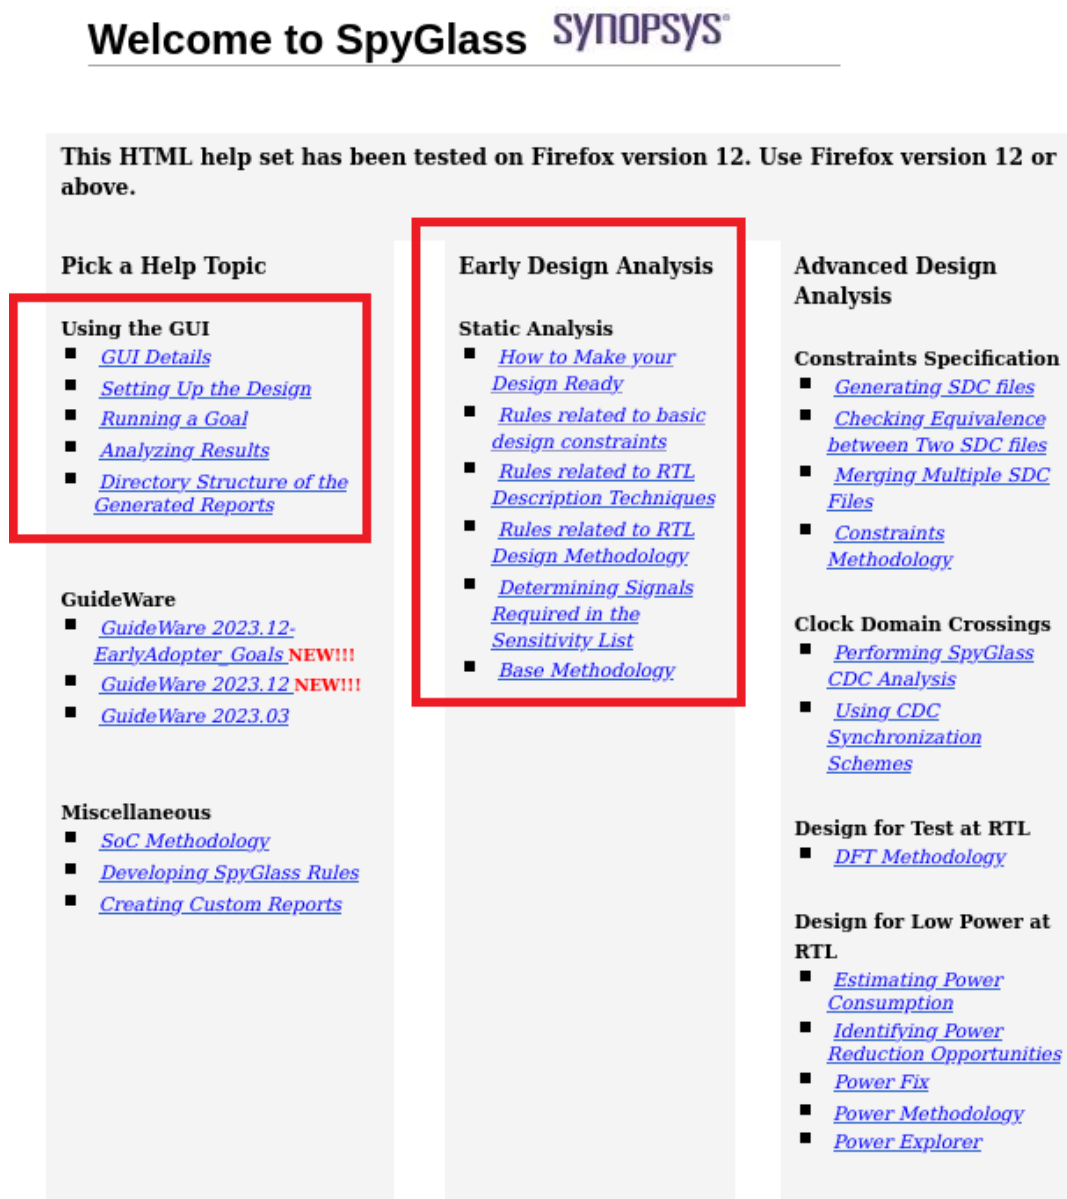 Welcome to SpyGlass SYNOPSYS®
This HTML help set has been tested on Firefox version 12. Use Firefox version 12 or
above.
Pick a Help Topic
Using the GUI
GUI Details
Setting Up the Design
Running a Goal
Analyzing Results
Directory Structure of the
Generated Reports
GuideWare
GuideWare 2023.12-
EarlyAdopter_Goals NEW!!!
GuideWare 2023.12 NEW!!!
GuideWare 2023.03
Miscellaneous
SoC Methodology
Developing SpyGlass Rules
Creating Custom Reports
Early Design Analysis
Static Analysis
How to Make your
Design Ready
Rules related to basic
design constraints
Rules related to RTL
Description Techniques
Rules related to RTL
Design Methodology
Determining Signals
Required in the
Sensitivity List
Base Methodology
Advanced Design
Analysis
Constraints Specification
Generating SDC files
Checking Equivalence
between Two SDC files
Merging Multiple SDC
Files
Constraints
Methodology
Clock Domain Crossings
Performing SpyGlass
CDC Analysis
Using CDC
Synchronization
Schemes
Design for Test at RTL
DFT Methodology
Design for Low Power at
RTL
Estimating Power
Consumption
Identifying Power
Reduction Opportunities
Power Fix
Power Methodology
Power Explorer